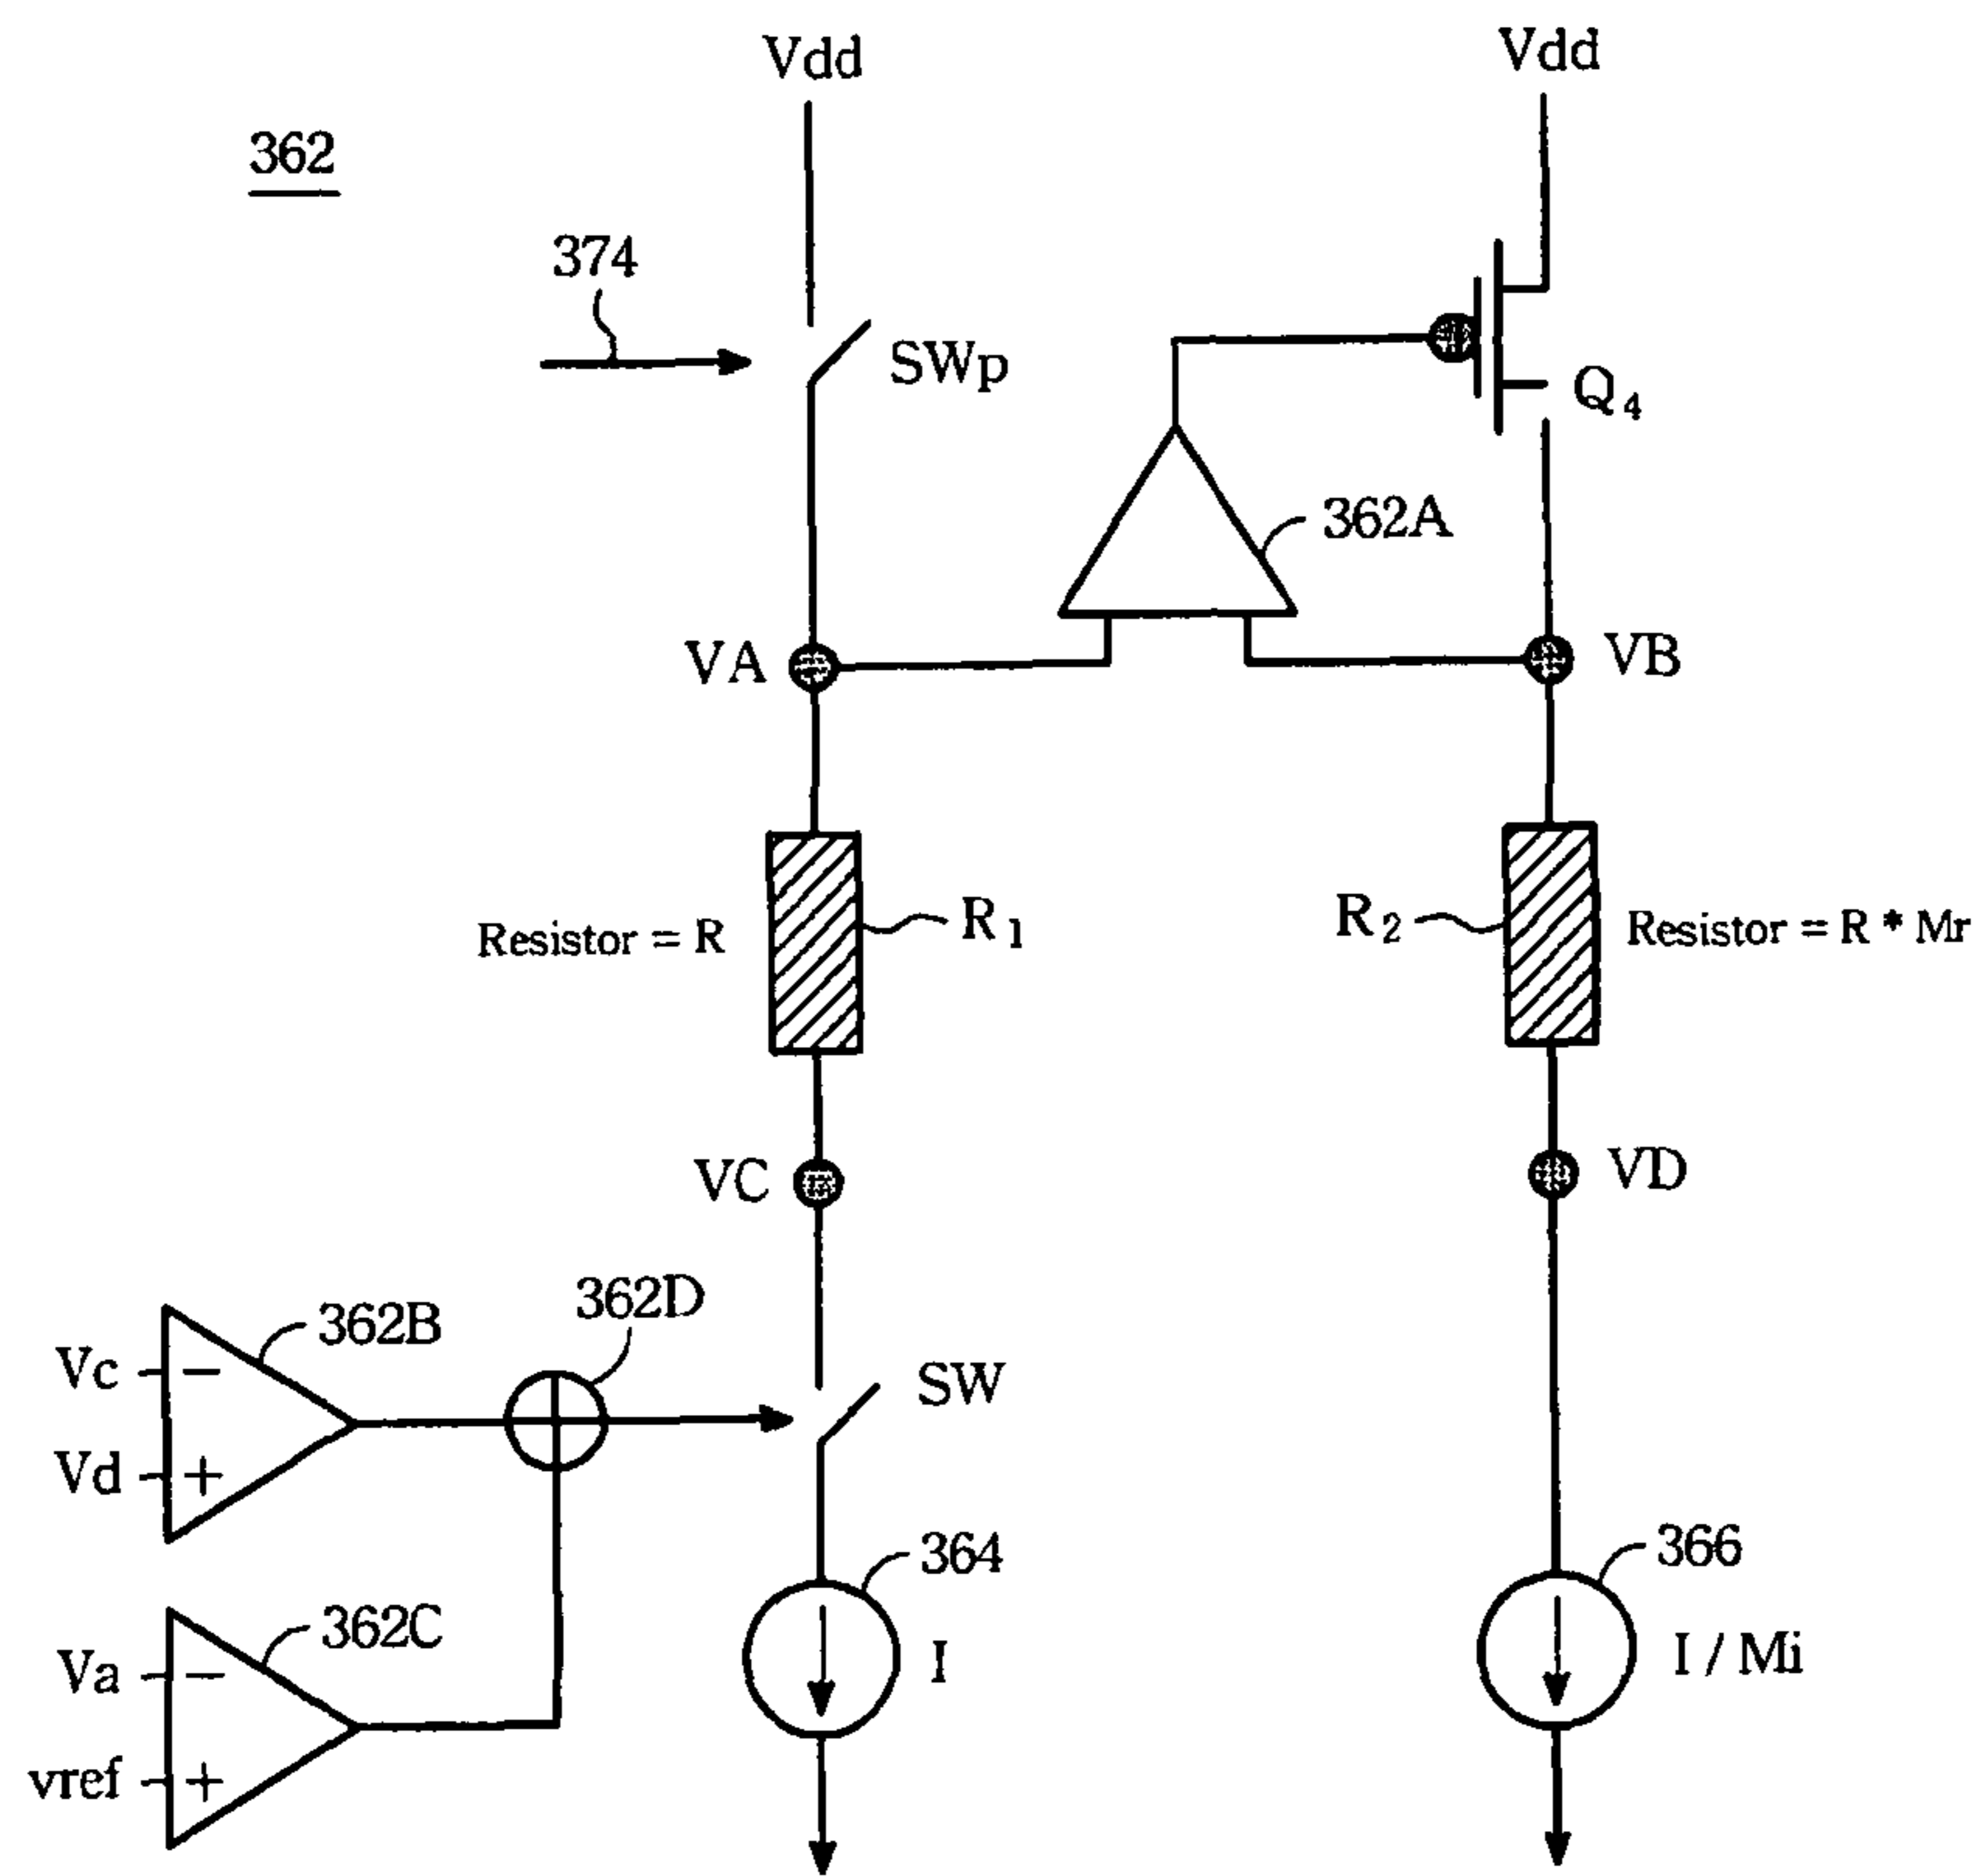 Vdd
Vdd
362
374
SWp
Q4
362A
VA
VB
Resistor = R
R1
R2
Resistor = R * Mr
VC
VD
362B
362D
Vc
−
SW
Vd
+
364
366
362C
I
I / Mi
Va
−
vref
+